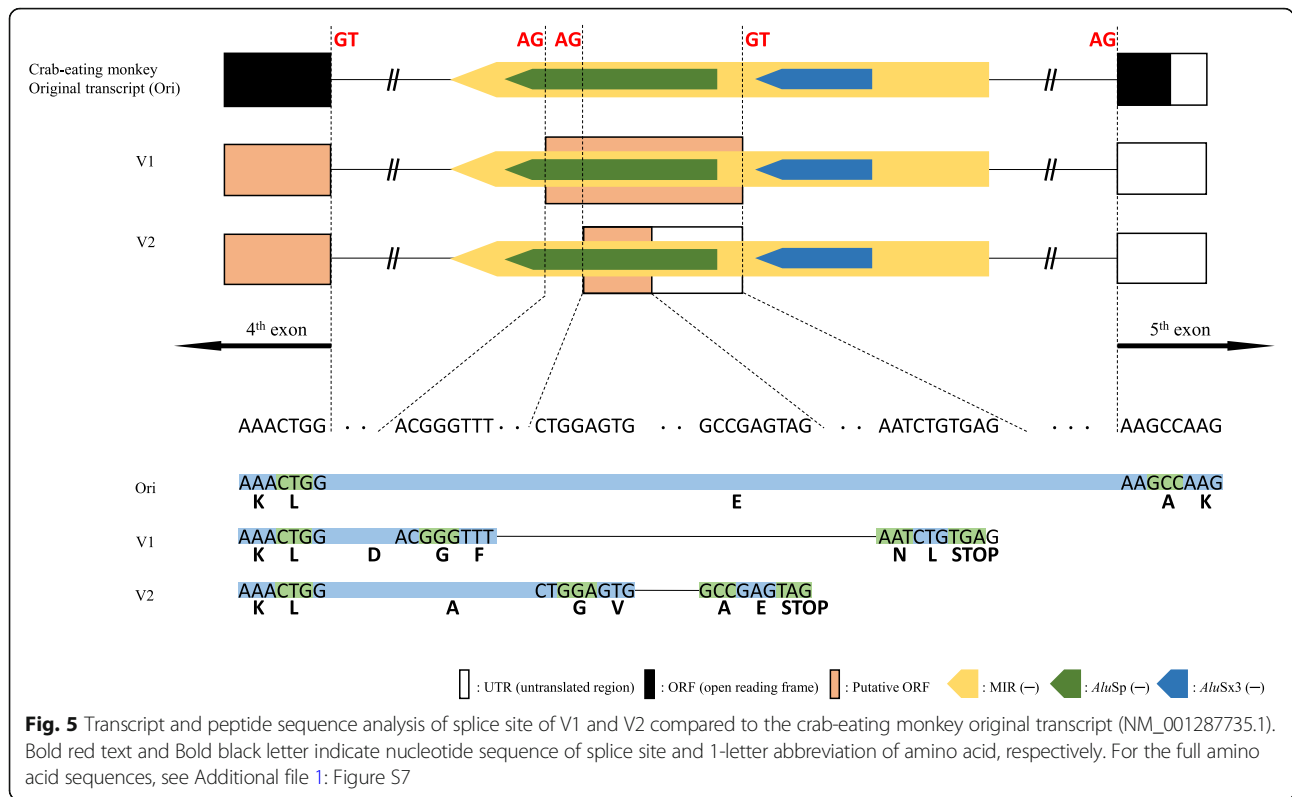 GT AG AG GT AG
Crab-eating monkey
Original transcript (Ori)
V1
V2
4th exon 5th exon
AAACTGG · · ACGGGTTT · · CTGGAGTG · · GCCGAGTAG · · AATCTGTGAG · · · AAGCCAAG
Ori AAACTGG AAGCCAAG
K L E A K
V1 AAACTGG ACGGGTTT AATCTGTGAG
K L D G F N L STOP
V2 AAACTGG CTGGAGTG GCCGAGTAG
K L A G V A E STOP
: UTR (untranslated region) : ORF (open reading frame) : Putative ORF : MIR (–) : AluSp (–) : AluSx3 (–)
Fig. 5 Transcript and peptide sequence analysis of splice site of V1 and V2 compared to the crab-eating monkey original transcript (NM_001287735.1).
Bold red text and Bold black letter indicate nucleotide sequence of splice site and 1-letter abbreviation of amino acid, respectively. For the full amino
acid sequences, see Additional file 1: Figure S7